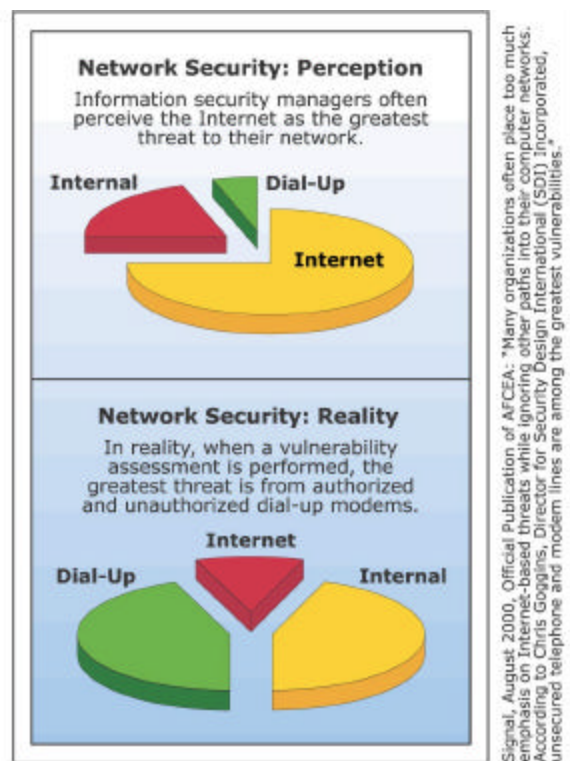 Network Security: Perception
Information security managers often
perceive the Internet as the greatest
threat to their network.
Internal
Dial-Up
Internet
Network Security: Reality
In reality, when a vulnerability
assessment is performed, the
greatest threat is from authorized
and unauthorized dial-up modems.
Internet
Dial-Up
Internal
Signal, August 2000, Official Publication of AFCEA: "Many organizations often place too much
emphasis on Internet-based threats while ignoring other paths into their computer networks.
According to Chris Goggins, Director for Security Design International (SDI) Incorporated,
unsecured telephone and modem lines are among the greatest vulnerabilities."